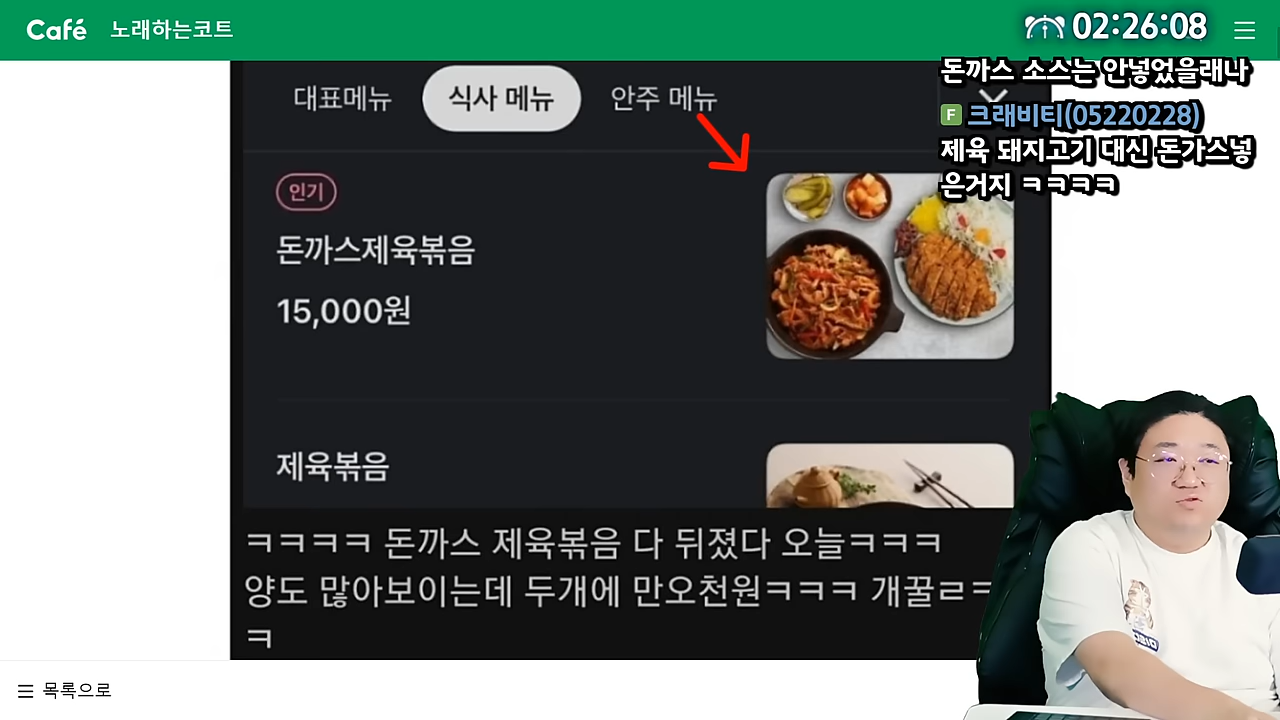 Café 노래하는코트
02:26:08
대표메뉴 식사 메뉴 안주 메뉴
돈까스 소스는 안넣었을래나
F 크래비티(05220228)
제육 돼지고기 대신 돈가스넣
은거지 ㅋㅋㅋㅋ
인기
돈까스제육볶음
15,000원
제육볶음
ㅋㅋㅋㅋ 돈까스 제육볶음 다 뒤졌다 오늘ㅋㅋㅋ
양도 많아보이는데 두개에 만오천원ㅋㅋㅋ 개꿀ㄹㅋ
ㅋ
목록으로